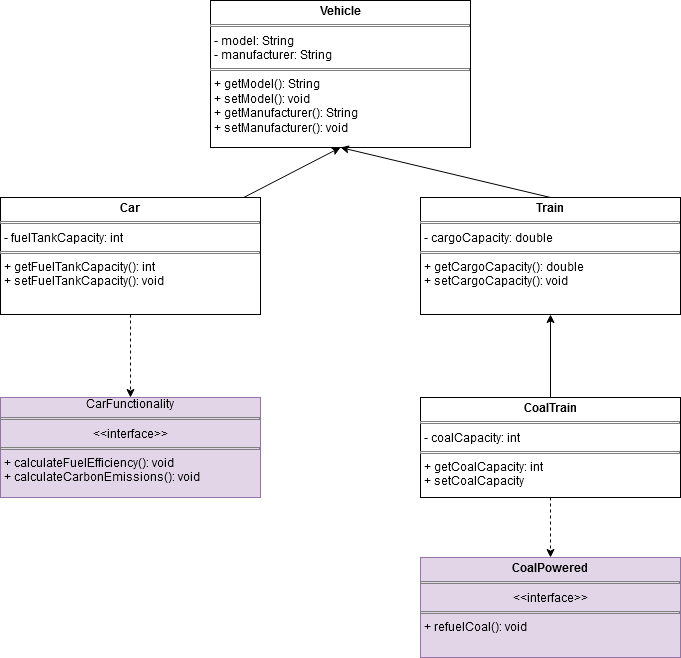 Vehicle
- model: String
- manufacturer: String
+ getModel(): String
+ setModel(): void
+ getManufacturer(): String
+ setManufacturer(): void
Car
- fuelTankCapacity: int
+ getFuelTankCapacity(): int
+ setFuelTankCapacity(): void
Train
- cargoCapacity: double
+ getCargoCapacity(): double
+ setCargoCapacity(): void
CarFunctionality
<<interface>>
+ calculateFuelEfficiency(): void
+ calculateCarbonEmissions(): void
CoalTrain
- coalCapacity: int
+ getCoalCapacity: int
+ setCoalCapacity
CoalPowered
<<interface>>
+ refuelCoal(): void